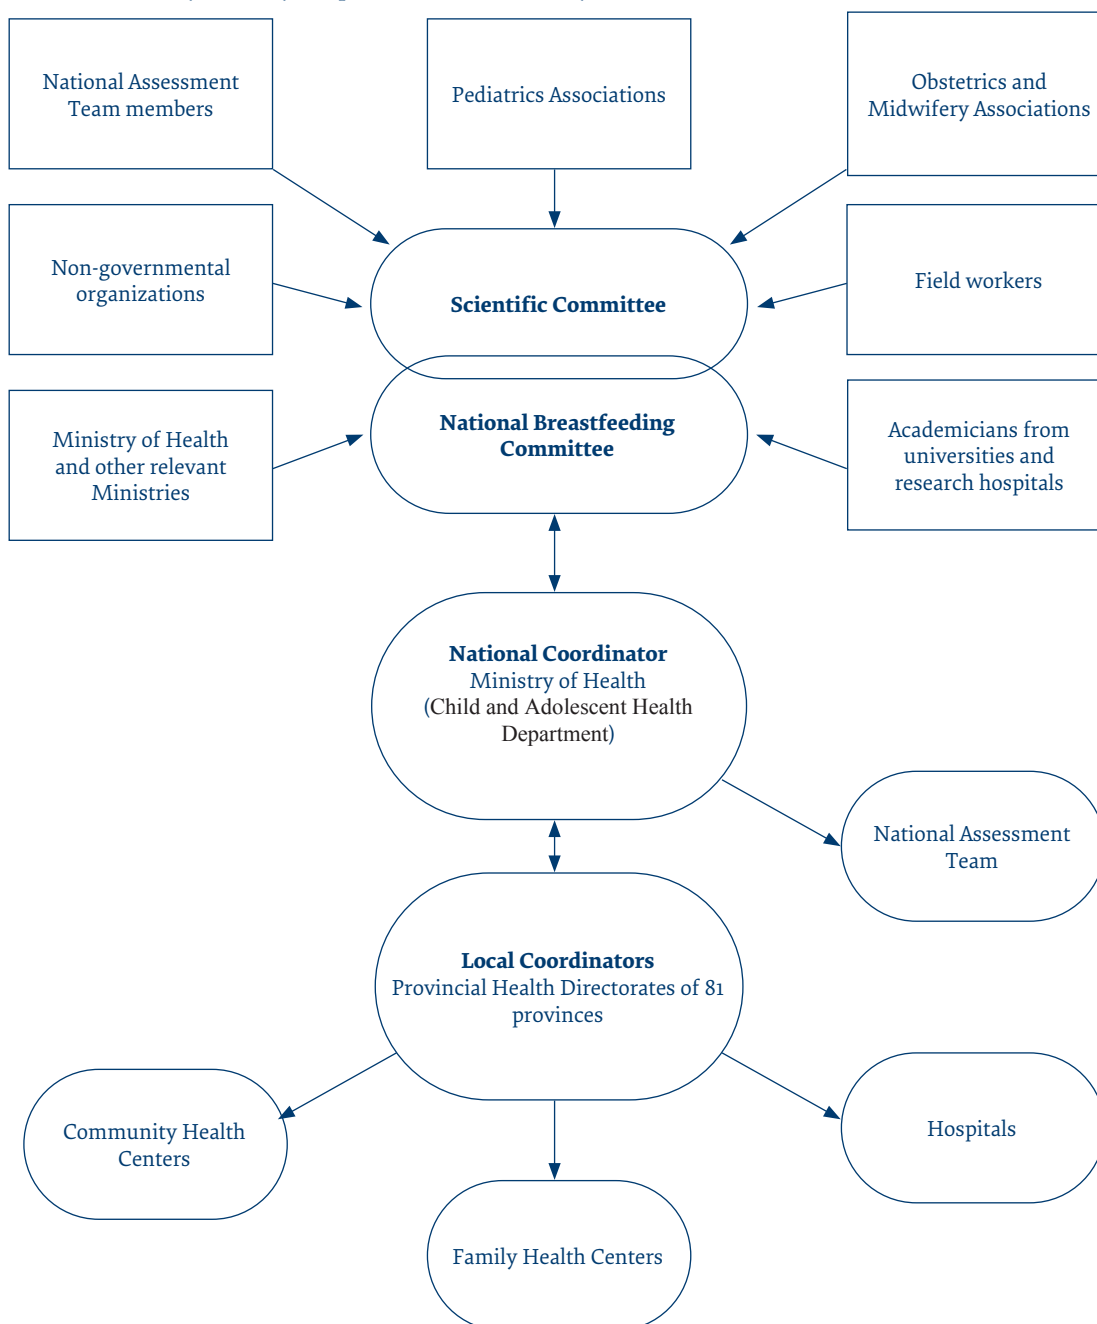 National Assessment
Team members
Pediatrics Associations
Obstetrics and
Midwifery Associations
Non-governmental
organizations
Scientific Committee
Field workers
Ministry of Health
and other relevant
Ministries
National Breastfeeding
Committee
Academicians from
universities and
research hospitals
National Coordinator
Ministry of Health
(Child and Adolescent Health
Department)
National Assessment
Team
Local Coordinators
Provincial Health Directorates of 81
provinces
Community Health
Centers
Hospitals
Family Health Centers